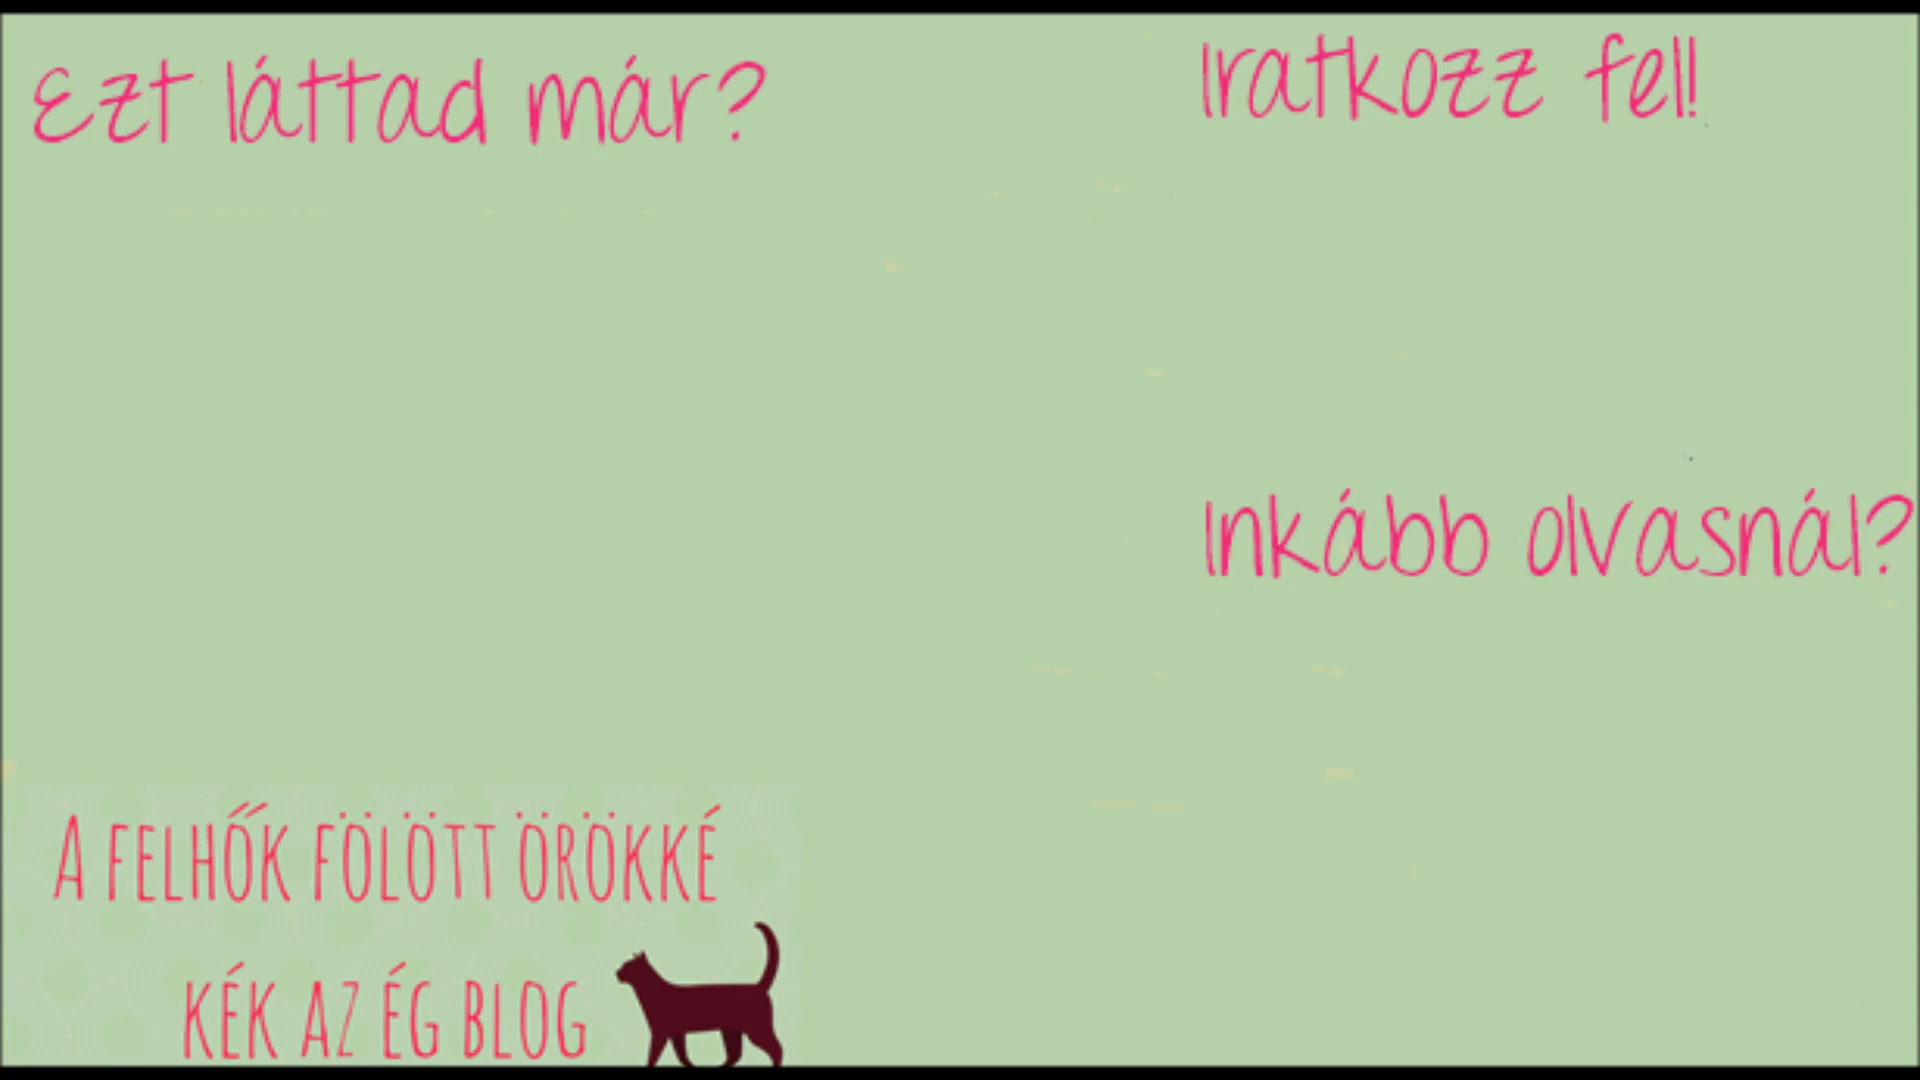 Ezt láttad már?
Iratkozz fel!
Inkább olvasnál?
A FELHŐK FÖLÖTT ÖRÖKKÉ
KÉK AZ ÉG BLOG